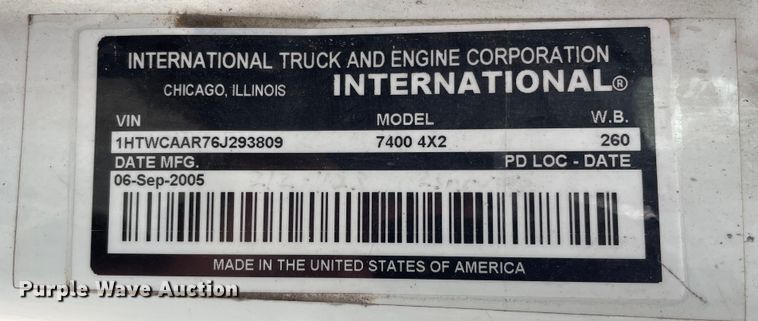 INTERNATIONAL TRUCK AND ENGINE CORPORATION
CHICAGO, ILLINOIS INTERNATIONAL®
VIN MODEL W.B.
1HTWCAAR76J293809 7400 4X2 260
DATE MFG. PD LOC - DATE
06-Sep-2005
MADE IN THE UNITED STATES OF AMERICA
Purple Wave Auction